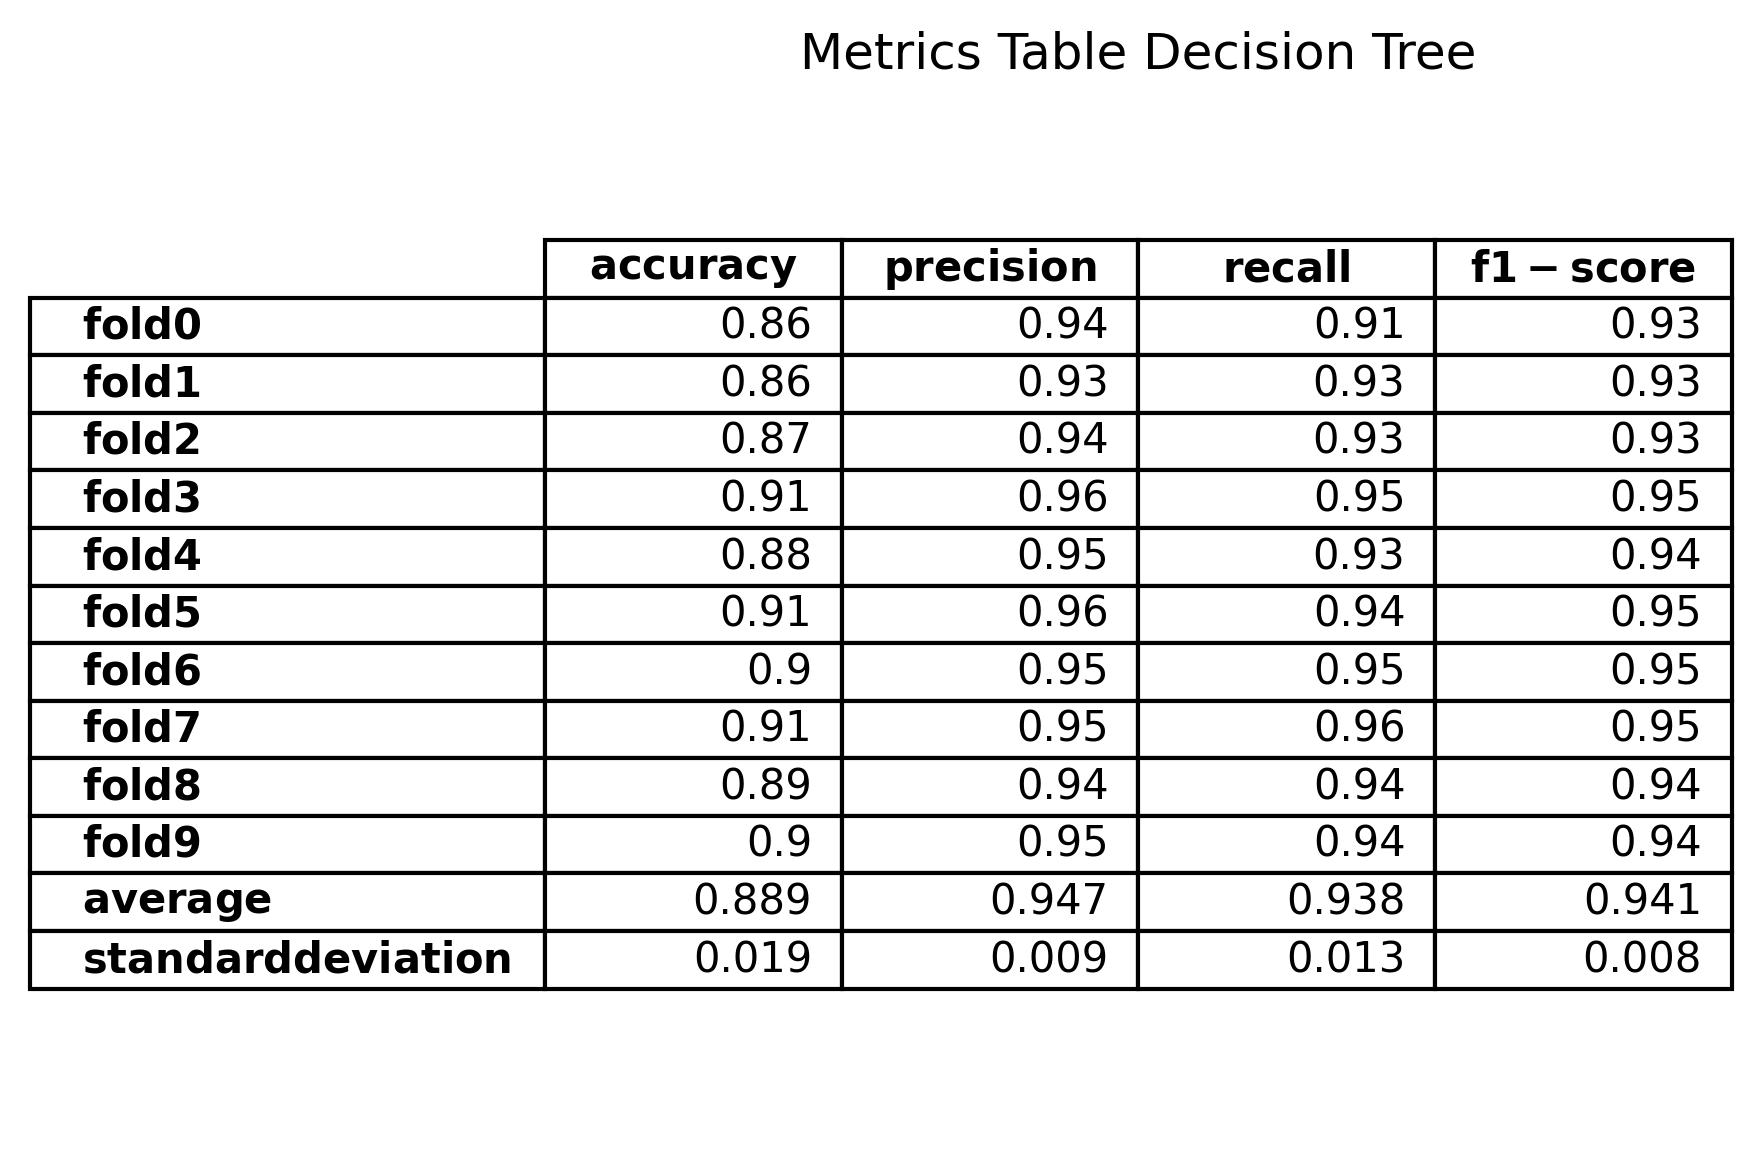 Metrics Table Decision Tree
accuracy precision recall f1 − score
fold0 0.86 0.94 0.91 0.93
fold1 0.86 0.93 0.93 0.93
fold2 0.87 0.94 0.93 0.93
fold3 0.91 0.96 0.95 0.95
fold4 0.88 0.95 0.93 0.94
fold5 0.91 0.96 0.94 0.95
fold6 0.9 0.95 0.95 0.95
fold7 0.91 0.95 0.96 0.95
fold8 0.89 0.94 0.94 0.94
fold9 0.9 0.95 0.94 0.94
average 0.889 0.947 0.938 0.941
standarddeviation 0.019 0.009 0.013 0.008